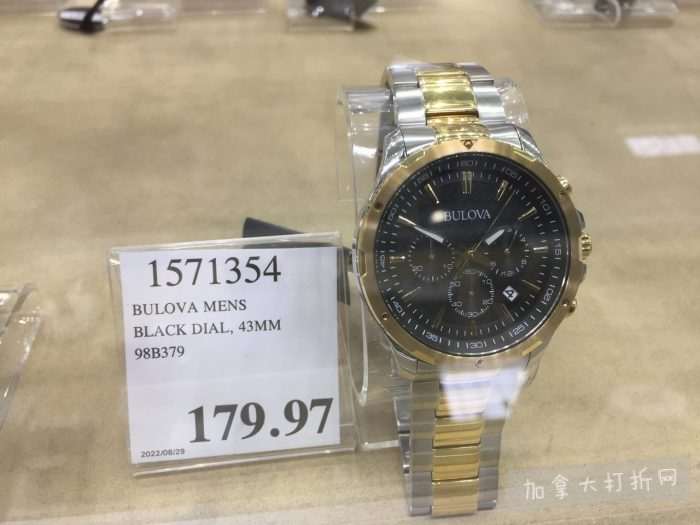 1571354
BULOVA MENS
BLACK DIAL, 43MM
98B379
179.97
2022/08/29
BULOVA
加拿大打折网